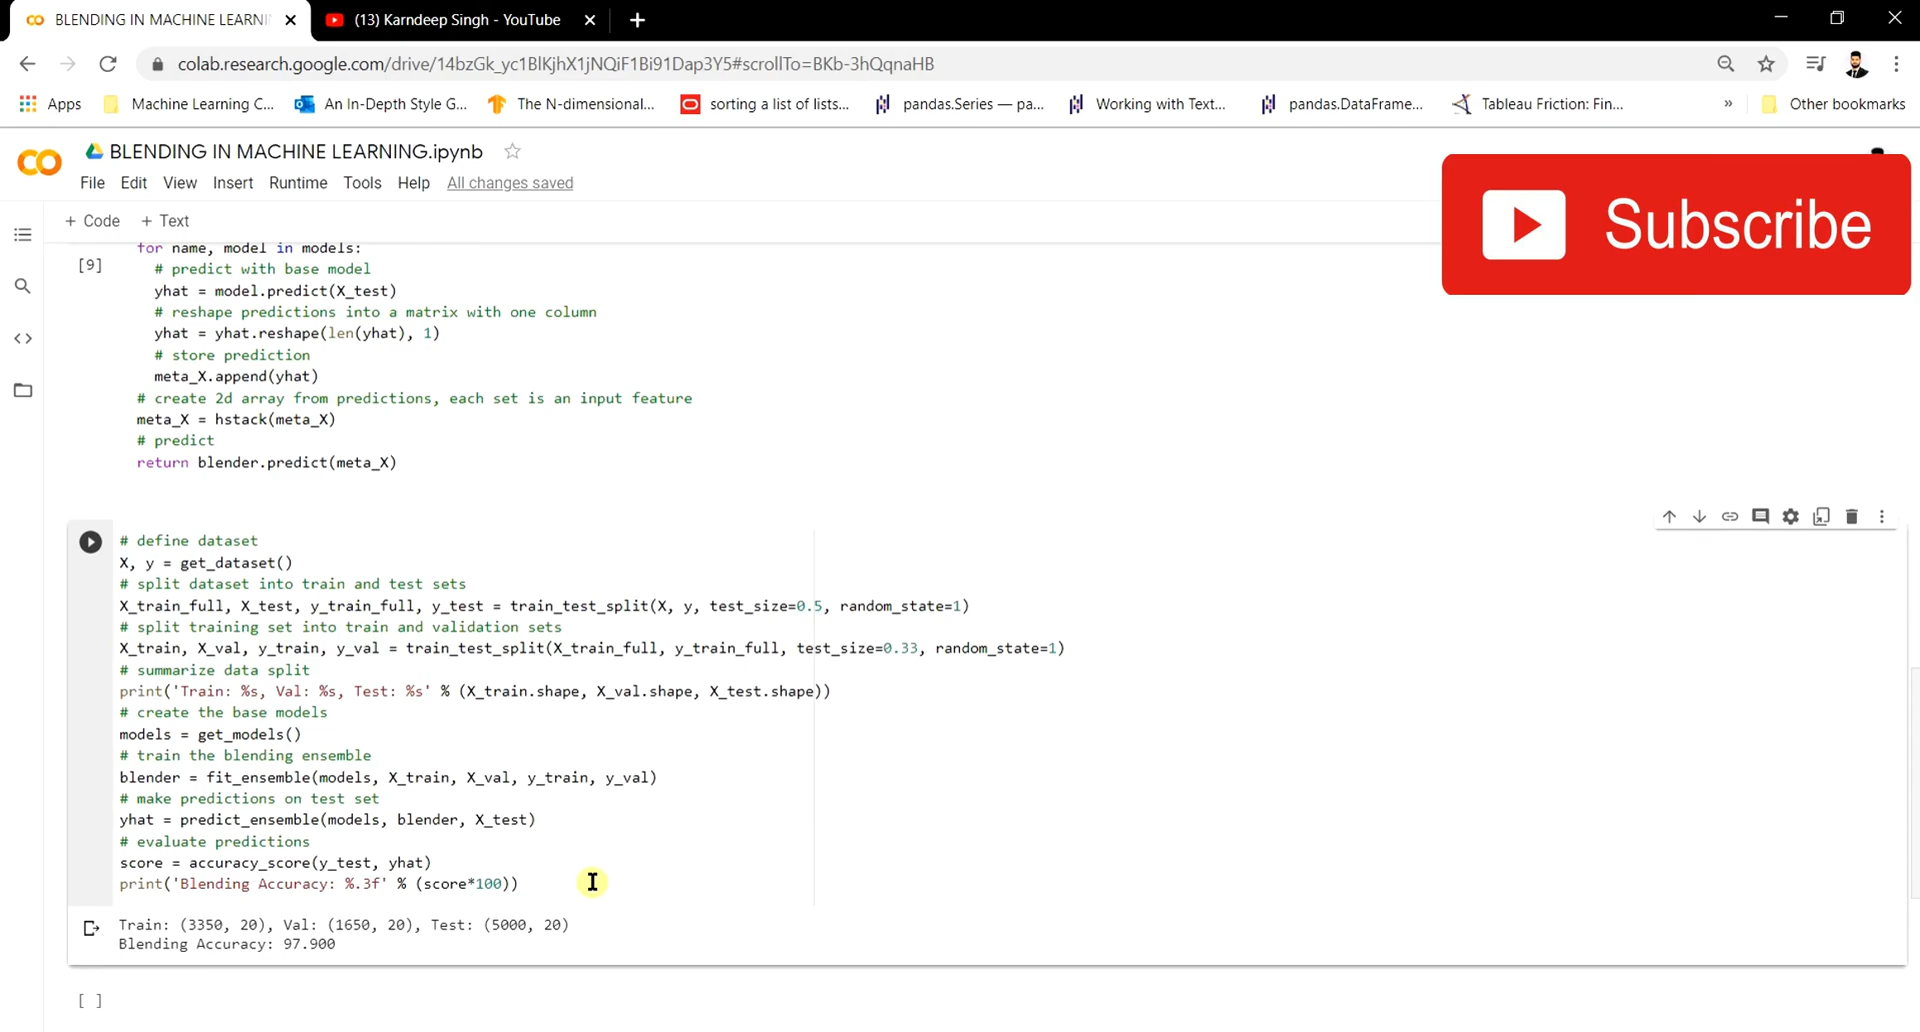 BLENDING IN MACHINE LEARNI
(13) Karndeep Singh - YouTube
colab.research.google.com/drive/14bzGk_yc1BlKjhX1jNQiF1Bi91Dap3Y5#scrollTo=BKb-3hQqnaHB
Apps
Machine Learning C...
An In-Depth Style G...
The N-dimensional...
sorting a list of lists...
pandas.Series — pa...
Working with Text...
pandas.DataFrame...
Tableau Friction: Fin...
»
Other bookmarks
BLENDING IN MACHINE LEARNING.ipynb
File Edit View Insert Runtime Tools Help All changes saved
Subscribe
+ Code + Text
for name, model in models:
[9]
# predict with base model
yhat = model.predict(X_test)
# reshape predictions into a matrix with one column
yhat = yhat.reshape(len(yhat), 1)
# store prediction
meta_X.append(yhat)
# create 2d array from predictions, each set is an input feature
meta_X = hstack(meta_X)
# predict
return blender.predict(meta_X)
# define dataset
X, y = get_dataset()
# split dataset into train and test sets
X_train_full, X_test, y_train_full, y_test = train_test_split(X, y, test_size=0.5, random_state=1)
# split training set into train and validation sets
X_train, X_val, y_train, y_val = train_test_split(X_train_full, y_train_full, test_size=0.33, random_state=1)
# summarize data split
print('Train: %s, Val: %s, Test: %s' % (X_train.shape, X_val.shape, X_test.shape))
# create the base models
models = get_models()
# train the blending ensemble
blender = fit_ensemble(models, X_train, X_val, y_train, y_val)
# make predictions on test set
yhat = predict_ensemble(models, blender, X_test)
# evaluate predictions
score = accuracy_score(y_test, yhat)
print('Blending Accuracy: %.3f' % (score*100))
Train: (3350, 20), Val: (1650, 20), Test: (5000, 20)
Blending Accuracy: 97.900
[ ]